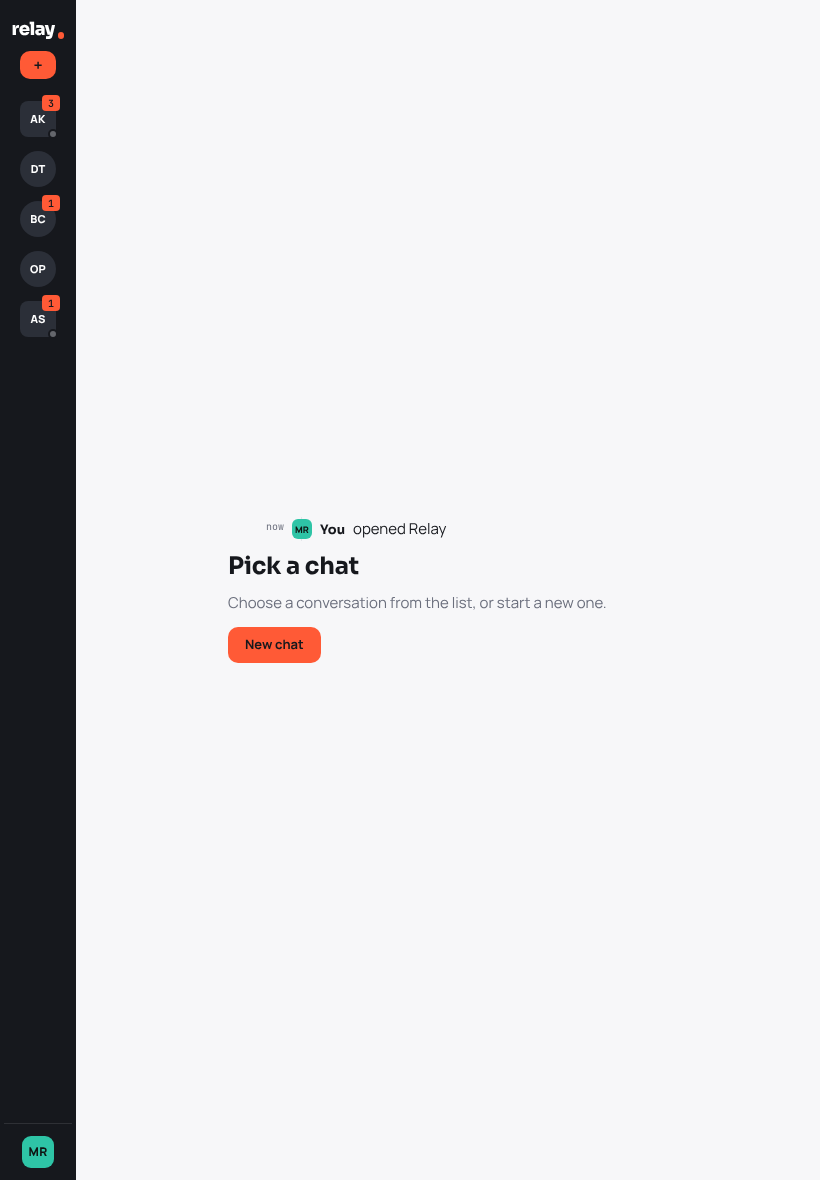 relay.
+
3
AK
DT
1
BC
OP
1
AS
now MR You opened Relay
Pick a chat
Choose a conversation from the list, or start a new one.
New chat
MR